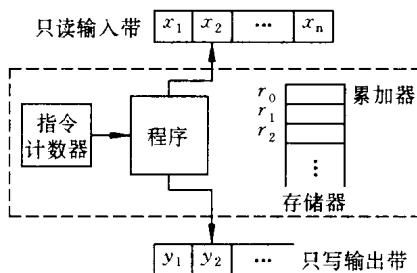 只读输入带 x₁ x₂ ⋯ xₙ
r₀ 累加器
指令 计数器
程序
r₁
r₂
⋮
存储器
y₁ y₂ ⋯ 只写输出带